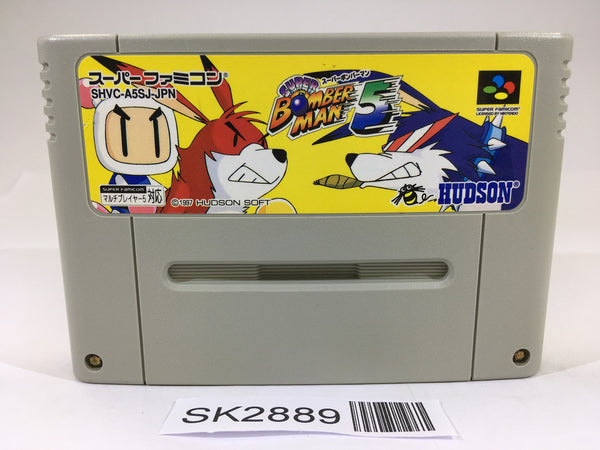 スーパーファミコン®
SHVC-A5SJ-JPN
SUPER スーパーボンバーマン
BOMBER
MAN 5
SUPER FAMICOM
LICENSED BY NINTENDO
SUPER FAMICOM
マルチプレイヤー5 対応
©1997 HUDSON SOFT
HUDSON®
SK2889